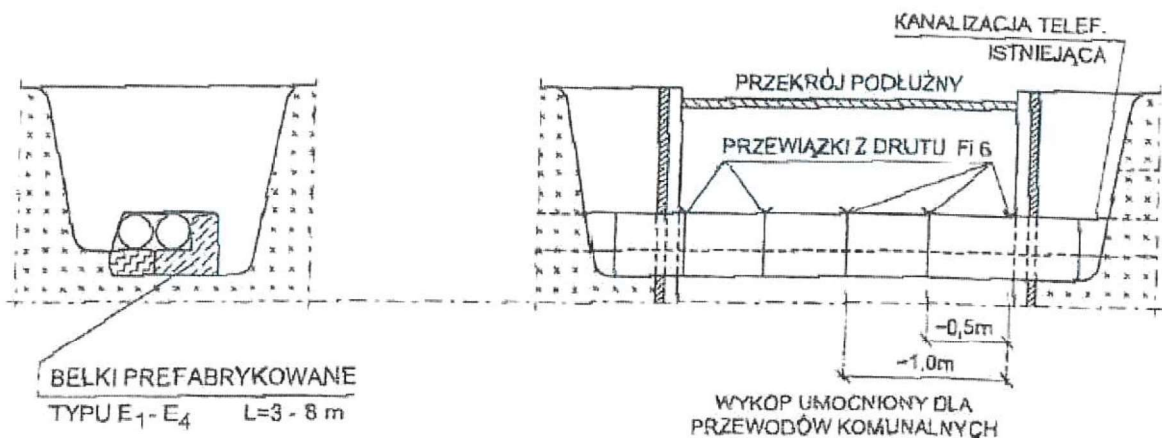 KANALIZACJA TELEF.
ISTNIEJĄCA
PRZEKRÓJ PODŁUŻNY
PRZEWIĄZKI Z DRUTU Fi 6
~0,5m
~1,0m
BELKI PREFABRYKOWANE
TYPU E1- E4 L=3 - 8 m
WYKOP UMOCNIONY DLA
PRZEWODÓW KOMUNALNYCH